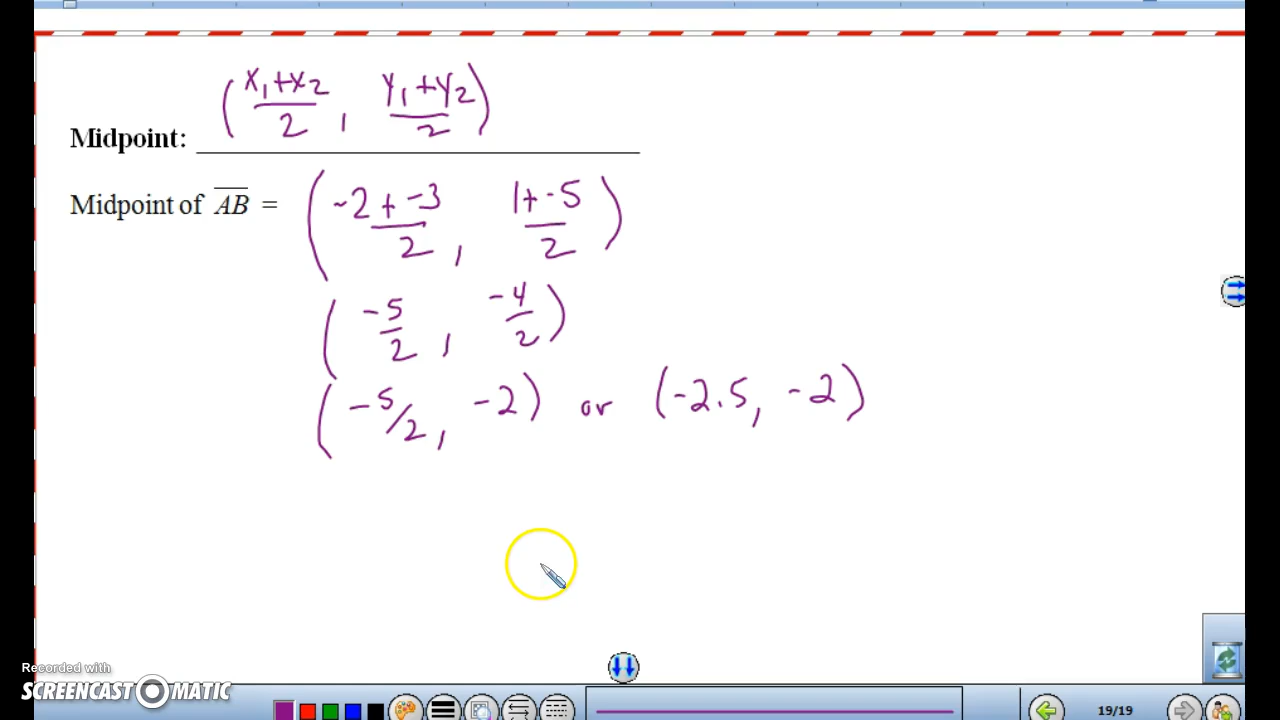 Midpoint: (x₁+x₂/2, y₁+y₂/2)
Midpoint of AB = (-2 + -3/2, 1 + -5/2)
(-5/2, -4/2)
(-5/2, -2) or (-2.5, -2)
Recorded with
SCREENCAST-O-MATIC
19/19